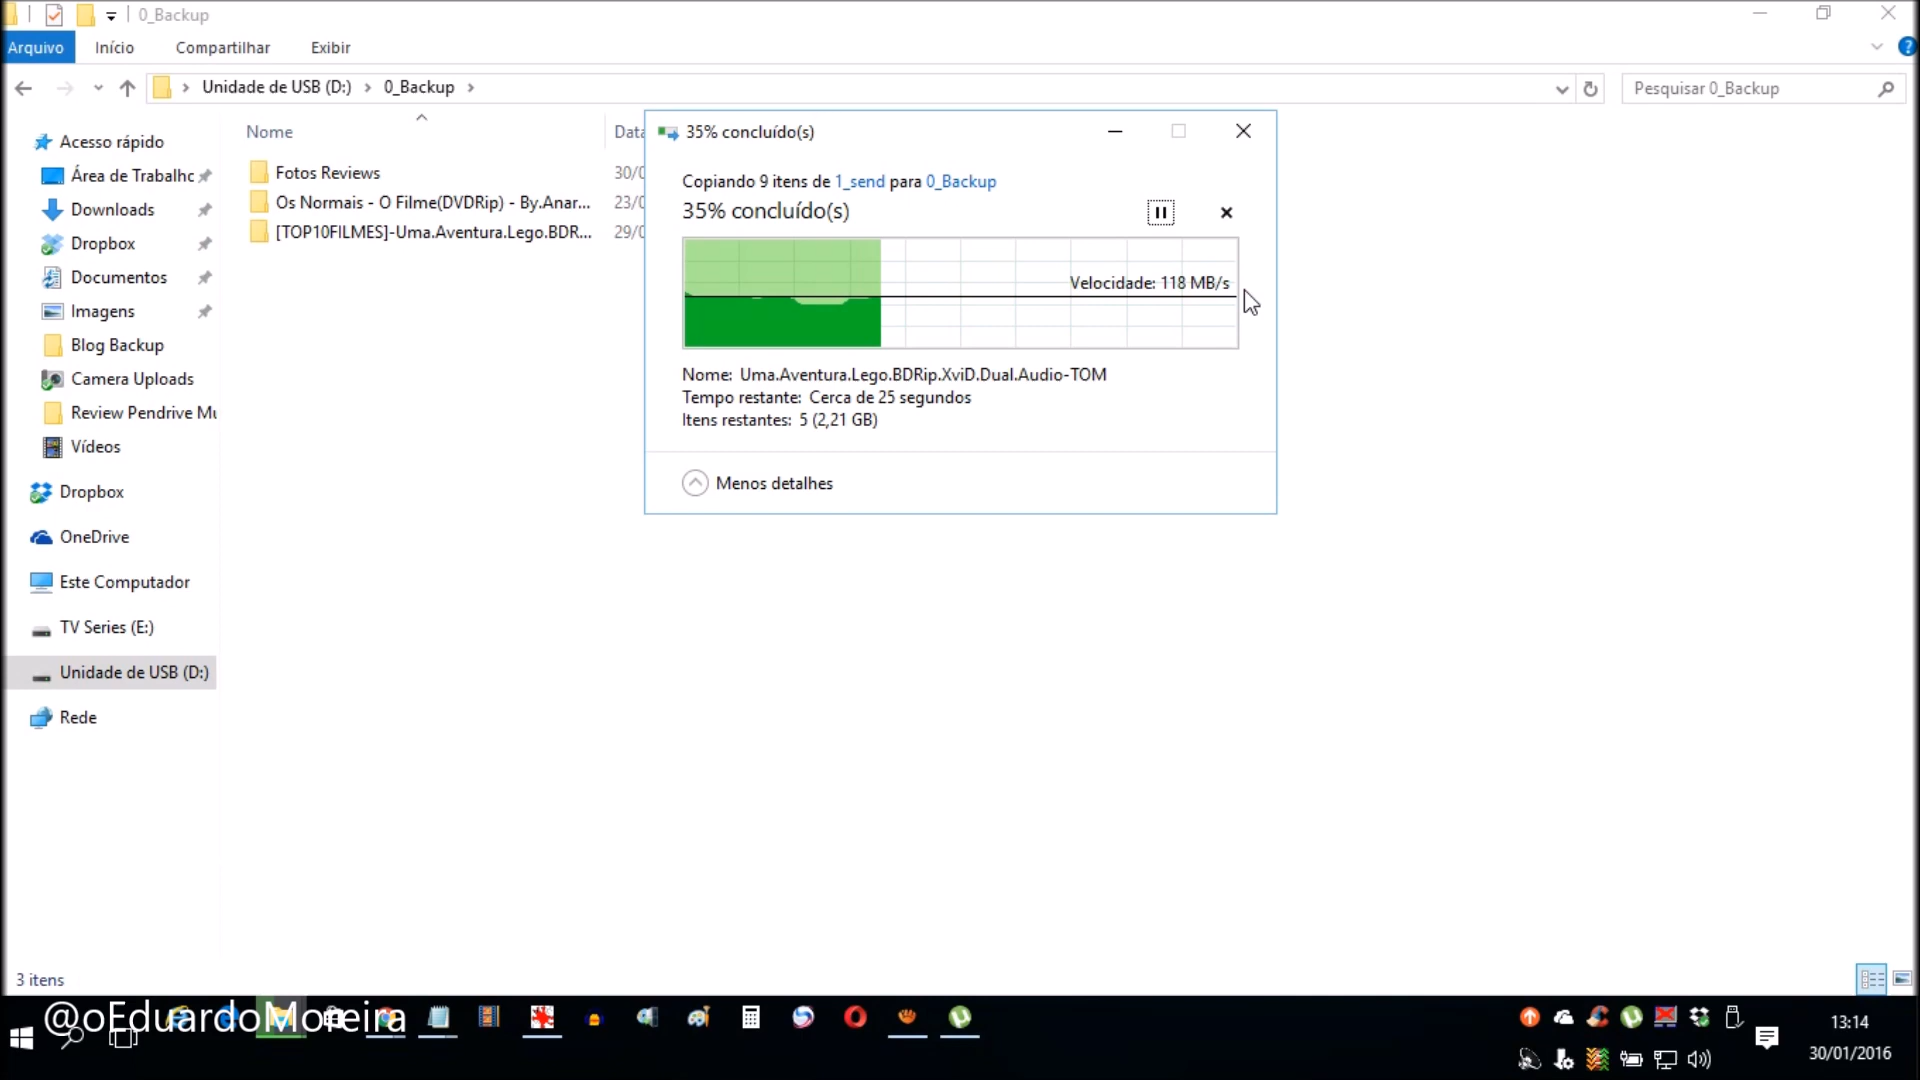 0_Backup
Arquivo
Início
Compartilhar
Exibir
Unidade de USB (D:)
0_Backup
Pesquisar 0_Backup
Acesso rápido
Área de Trabalho
Downloads
Dropbox
Documentos
Imagens
Blog Backup
Camera Uploads
Review Pendrive Mu
Vídeos
Dropbox
OneDrive
Este Computador
TV Series (E:)
Unidade de USB (D:)
Rede
Nome
Data
Fotos Reviews
30/0
Os Normais - O Filme(DVDRip) - By.Anar...
23/0
[TOP10FILMES]-Uma.Aventura.Lego.BDR...
29/0
35% concluído(s)
Copiando 9 itens de 1_send para 0_Backup
35% concluído(s)
Velocidade: 118 MB/s
Nome: Uma.Aventura.Lego.BDRip.XviD.Dual.Audio-TOM
Tempo restante: Cerca de 25 segundos
Itens restantes: 5 (2,21 GB)
Menos detalhes
3 itens
@oEduardoMoreira
13:14
30/01/2016